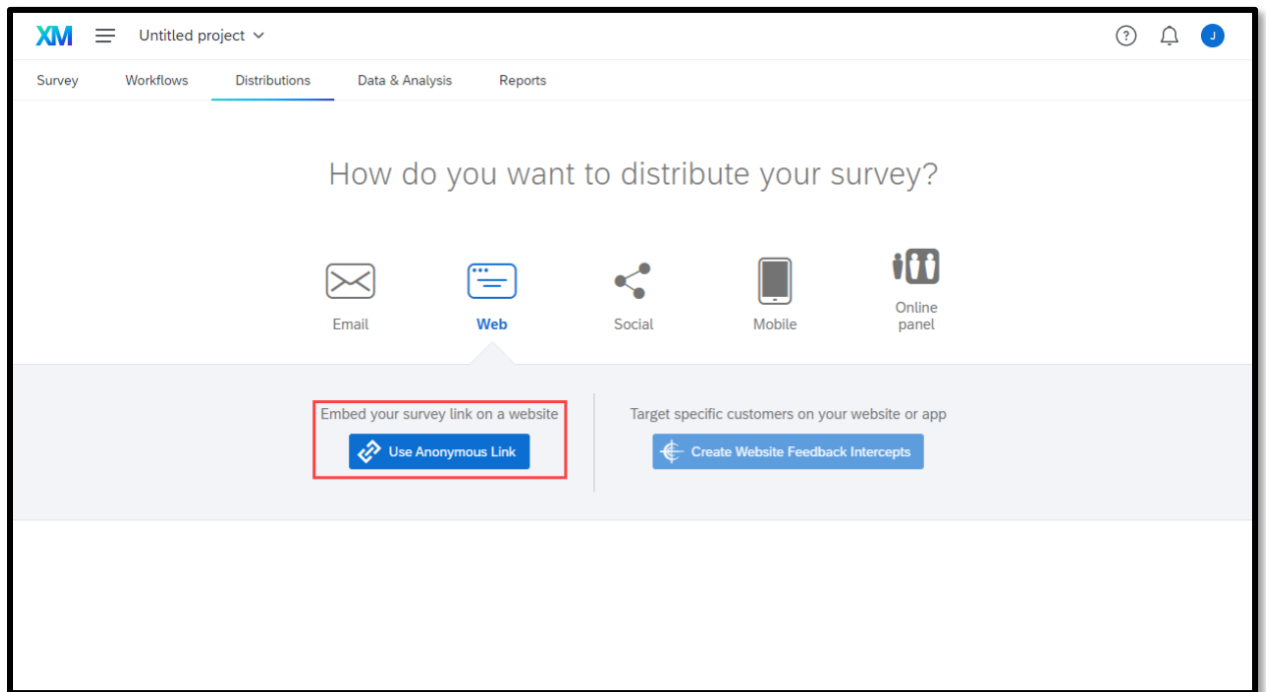 XM Untitled project ? J
Survey Workflows Distributions Data & Analysis Reports
How do you want to distribute your survey?
Email Web Social Mobile Online
panel
Embed your survey link on a website Target specific customers on your website or app
Use Anonymous Link Create Website Feedback Intercepts